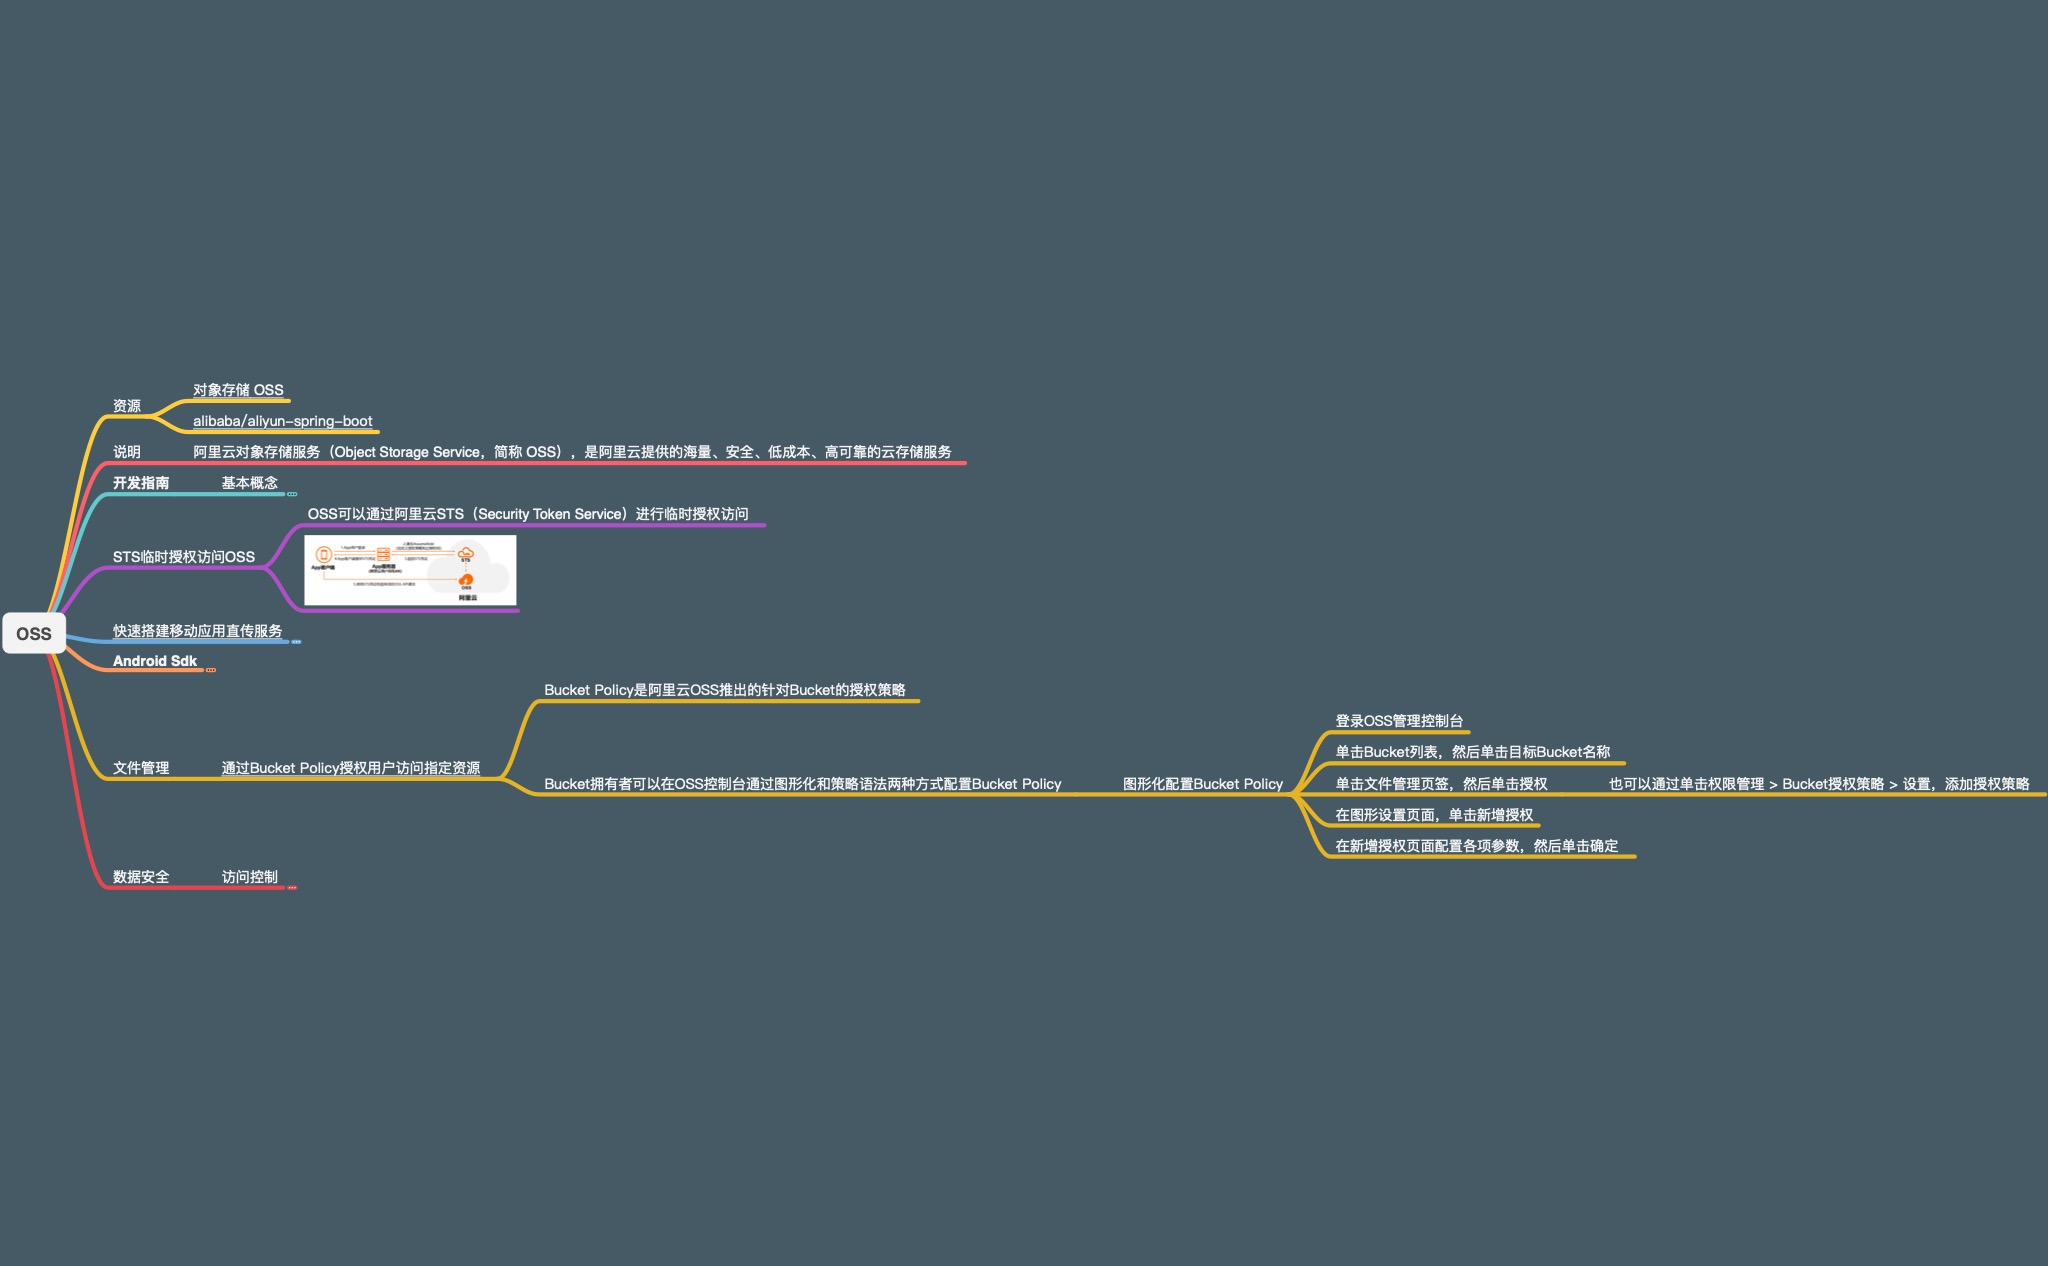 对象存储 OSS
资源
alibaba/aliyun-spring-boot
说明
阿里云对象存储服务（Object Storage Service，简称 OSS），是阿里云提供的海量、安全、低成本、高可靠的云存储服务
开发指南
基本概念
OSS可以通过阿里云STS（Security Token Service）进行临时授权访问
STS临时授权访问OSS
App客户端
App服务器
STS
OSS
阿里云
OSS
快速搭建移动应用直传服务
Android Sdk
Bucket Policy是阿里云OSS推出的针对Bucket的授权策略
文件管理
通过Bucket Policy授权用户访问指定资源
Bucket拥有者可以在OSS控制台通过图形化和策略语法两种方式配置Bucket Policy
图形化配置Bucket Policy
登录OSS管理控制台
单击Bucket列表，然后单击目标Bucket名称
单击文件管理页签，然后单击授权
也可以通过单击权限管理 > Bucket授权策略 > 设置，添加授权策略
在图形设置页面，单击新增授权
在新增授权页面配置各项参数，然后单击确定
数据安全
访问控制